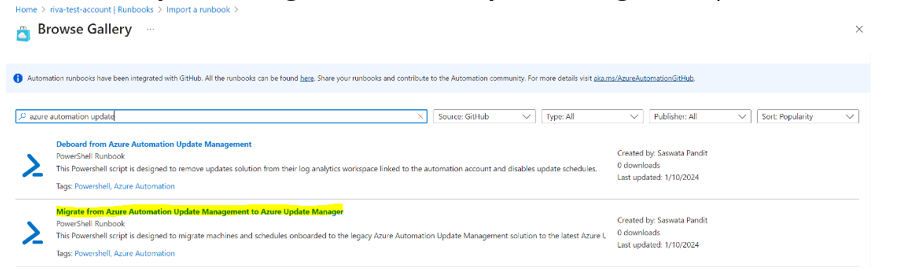 Home > riva-test-account | Runbooks > Import a runbook >
Browse Gallery ...
Automation runbooks have been integrated with GitHub. All the runbooks can be found here. Share your runbooks and contribute to the Automation community. For more details visit aka.ms/AzureAutomationGitHub.
azure automation update
Source: GitHub
Type: All
Publisher: All
Sort: Popularity
Deboard from Azure Automation Update Management
PowerShell Runbook
This Powershell script is designed to remove updates solution from their log analytics workspace linked to the automation account and disables update schedules.
Tags: Powershell, Azure Automation
Created by: Saswata Pandit
0 downloads
Last updated: 1/10/2024
Migrate from Azure Automation Update Management to Azure Update Manager
PowerShell Runbook
This Powershell script is designed to migrate machines and schedules onboarded to the legacy Azure Automation Update Management solution to the latest Azure
Tags: Powershell, Azure Automation
Created by: Saswata Pandit
0 downloads
Last updated: 1/10/2024